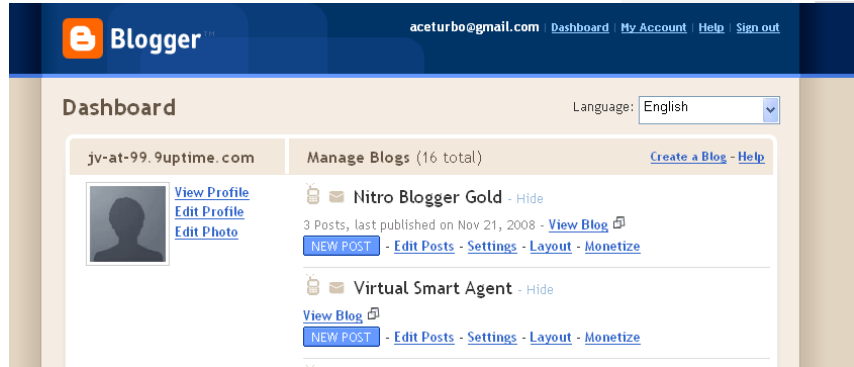 Blogger™
aceturbo@gmail.com | Dashboard | My Account | Help | Sign out
Dashboard
Language: English
jv-at-99.9uptime.com
Manage Blogs (16 total)
Create a Blog - Help
View Profile
Edit Profile
Edit Photo
Nitro Blogger Gold - Hide
3 Posts, last published on Nov 21, 2008 - View Blog
NEW POST - Edit Posts - Settings - Layout - Monetize
Virtual Smart Agent - Hide
View Blog
NEW POST - Edit Posts - Settings - Layout - Monetize